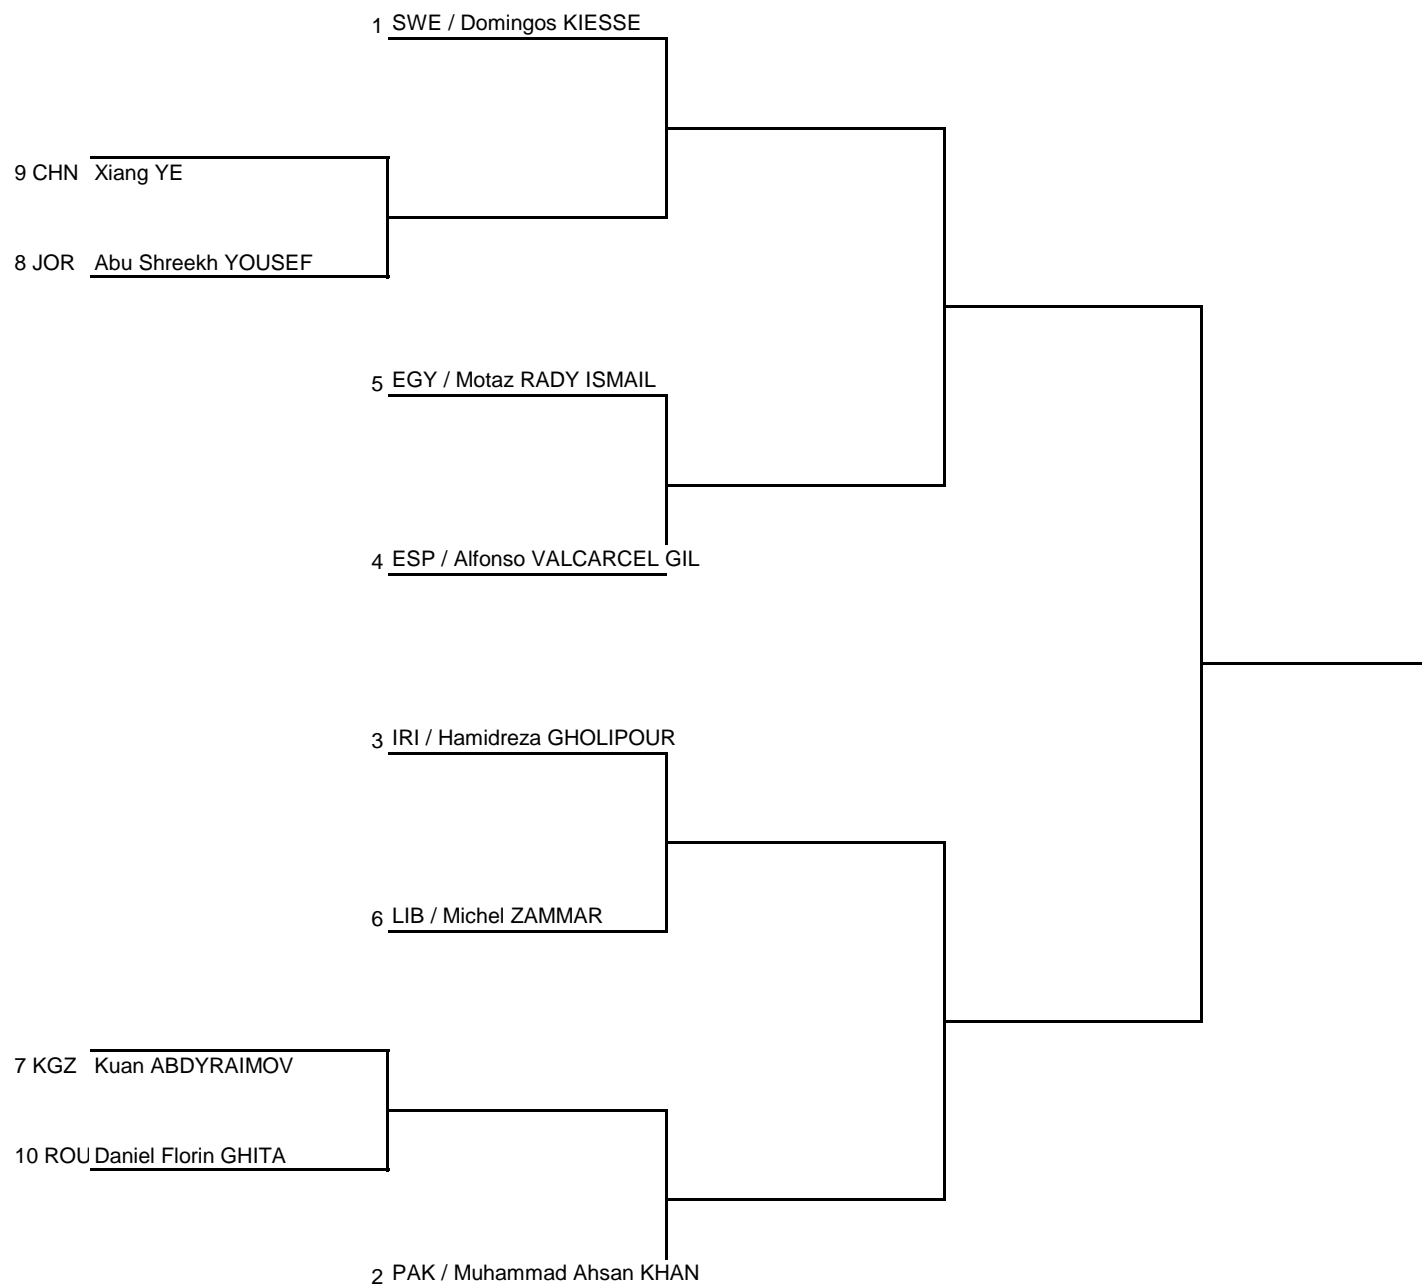 1 SWE / Domingos KIESSE
9 CHN Xiang YE
8 JOR Abu Shreekh YOUSEF
5 EGY / Motaz RADY ISMAIL
4 ESP / Alfonso VALCARCEL GIL
3 IRI / Hamidreza GHOLIPOUR
6 LIB / Michel ZAMMAR
7 KGZ Kuan ABDYRAIMOV
10 ROU Daniel Florin GHITA
2 PAK / Muhammad Ahsan KHAN